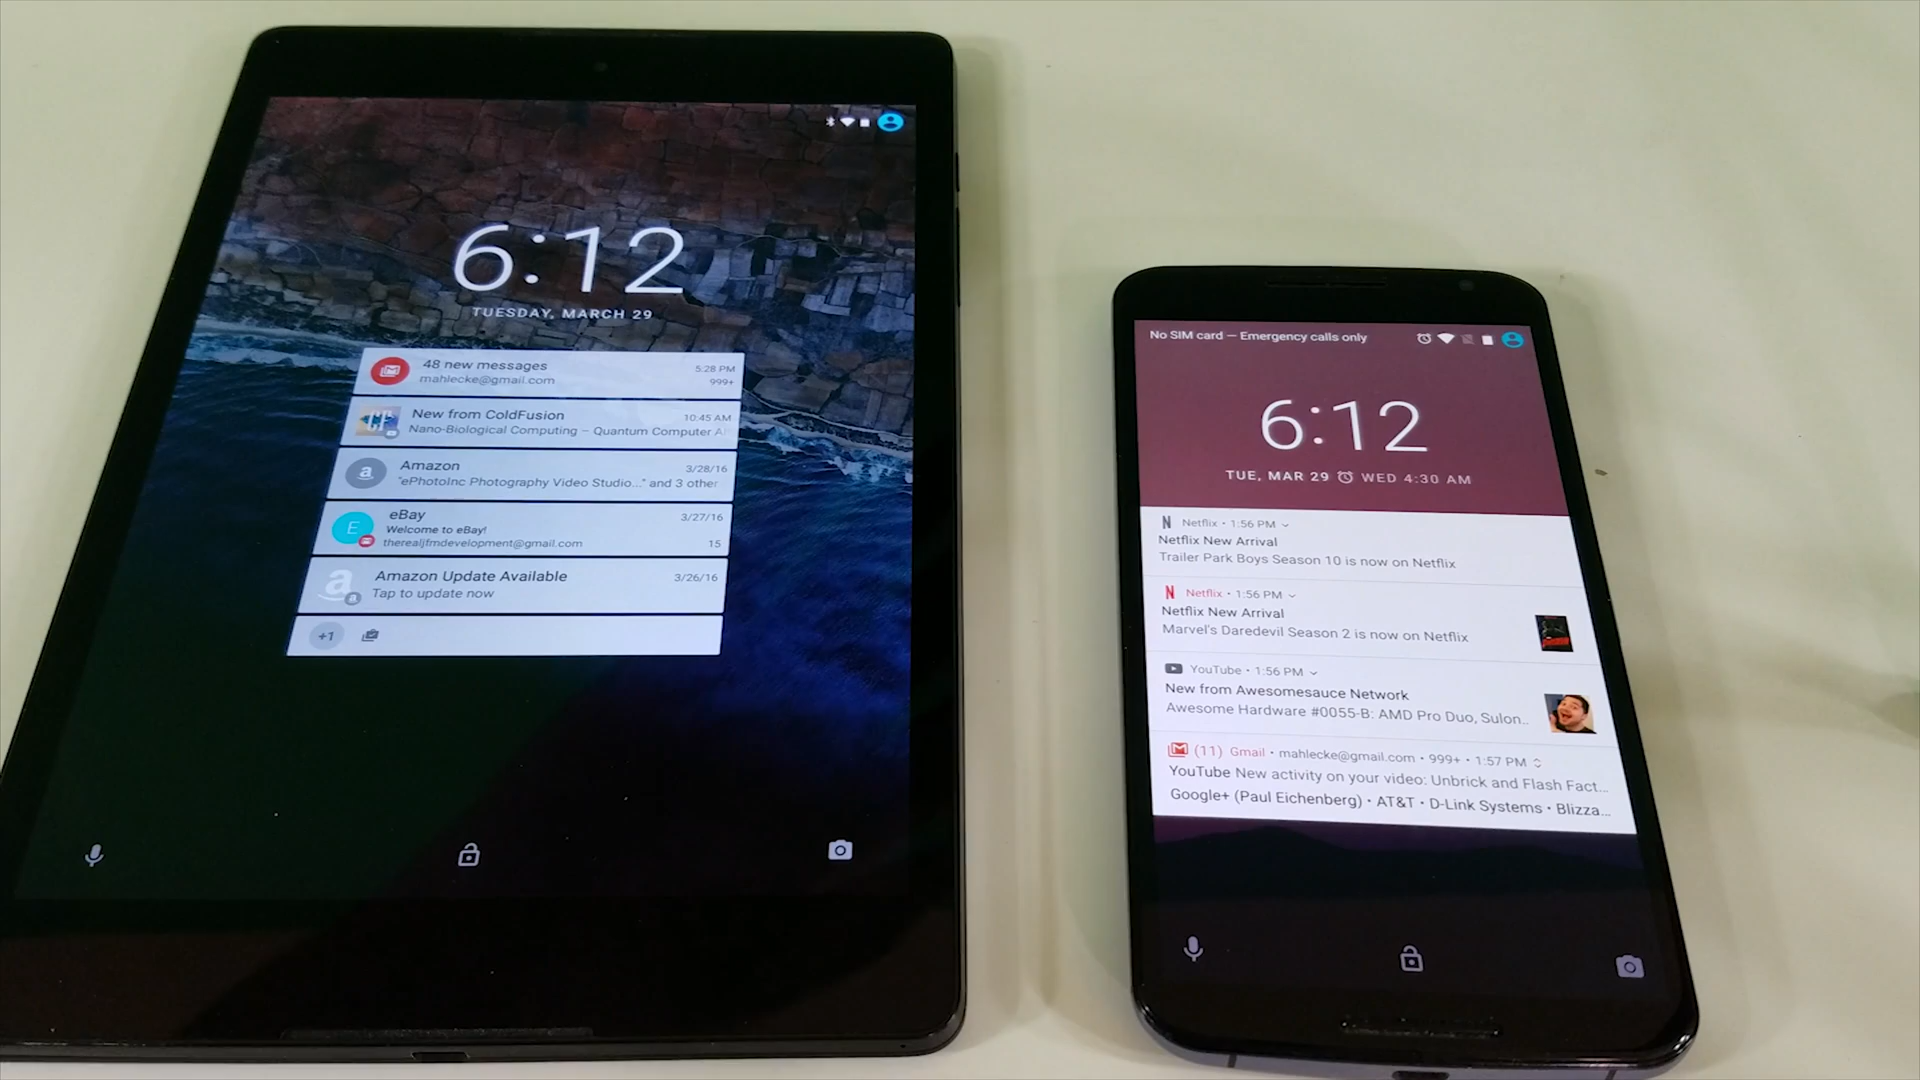 6:12
TUESDAY, MARCH 29
48 new messages
5:28 PM
mahlecke@gmail.com
999+
New from ColdFusion
10:45 AM
Nano-Biological Computing – Quantum Computer A
Amazon
3/28/16
"ePhotoInc Photography Video Studio..." and 3 other
eBay
3/27/16
Welcome to eBay!
therealjfmdevelopment@gmail.com
15
Amazon Update Available
3/26/16
Tap to update now
+1
No SIM card — Emergency calls only
6:12
TUE, MAR 29 WED 4:30 AM
Netflix • 1:56 PM
Netflix New Arrival
Trailer Park Boys Season 10 is now on Netflix
Netflix • 1:56 PM
Netflix New Arrival
Marvel's Daredevil Season 2 is now on Netflix
YouTube • 1:56 PM
New from Awesomesauce Network
Awesome Hardware #0055-B: AMD Pro Duo, Sulon..
(11) Gmail • mahlecke@gmail.com • 999+ • 1:57 PM
YouTube New activity on your video: Unbrick and Flash Fact...
Google+ (Paul Eichenberg) • AT&T • D-Link Systems • Blizza...